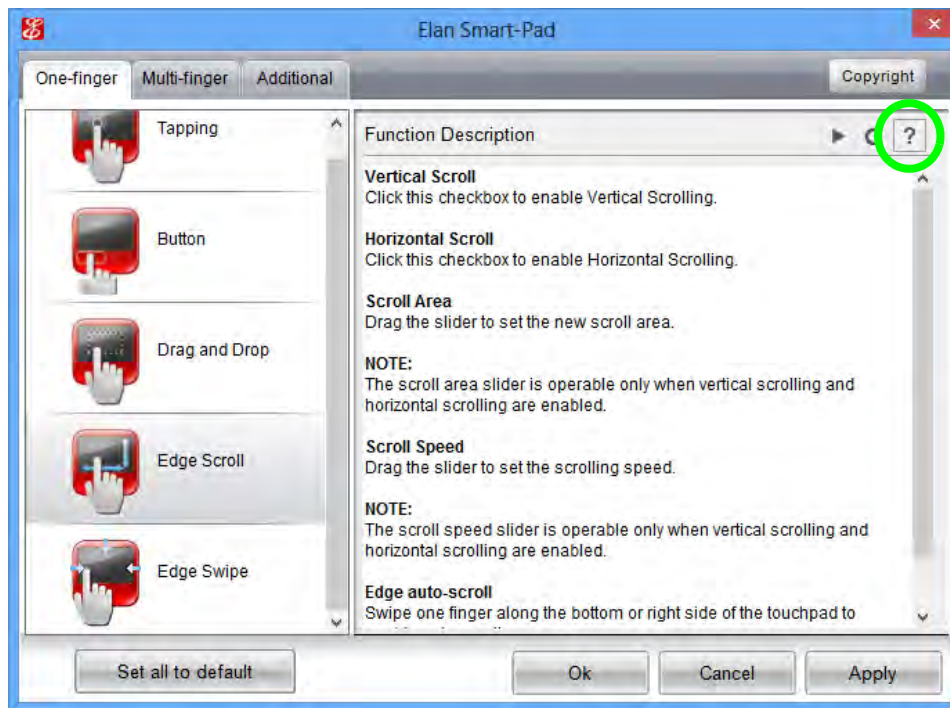 Elan Smart-Pad
One-finger
Multi-finger
Additional
Copyright
Tapping
Button
Drag and Drop
Edge Scroll
Edge Swipe
Function Description
?
Vertical Scroll
Click this checkbox to enable Vertical Scrolling.
Horizontal Scroll
Click this checkbox to enable Horizontal Scrolling.
Scroll Area
Drag the slider to set the new scroll area.
NOTE:
The scroll area slider is operable only when vertical scrolling and
horizontal scrolling are enabled.
Scroll Speed
Drag the slider to set the scrolling speed.
NOTE:
The scroll speed slider is operable only when vertical scrolling and
horizontal scrolling are enabled.
Edge auto-scroll
Swipe one finger along the bottom or right side of the touchpad to
Set all to default
Ok
Cancel
Apply